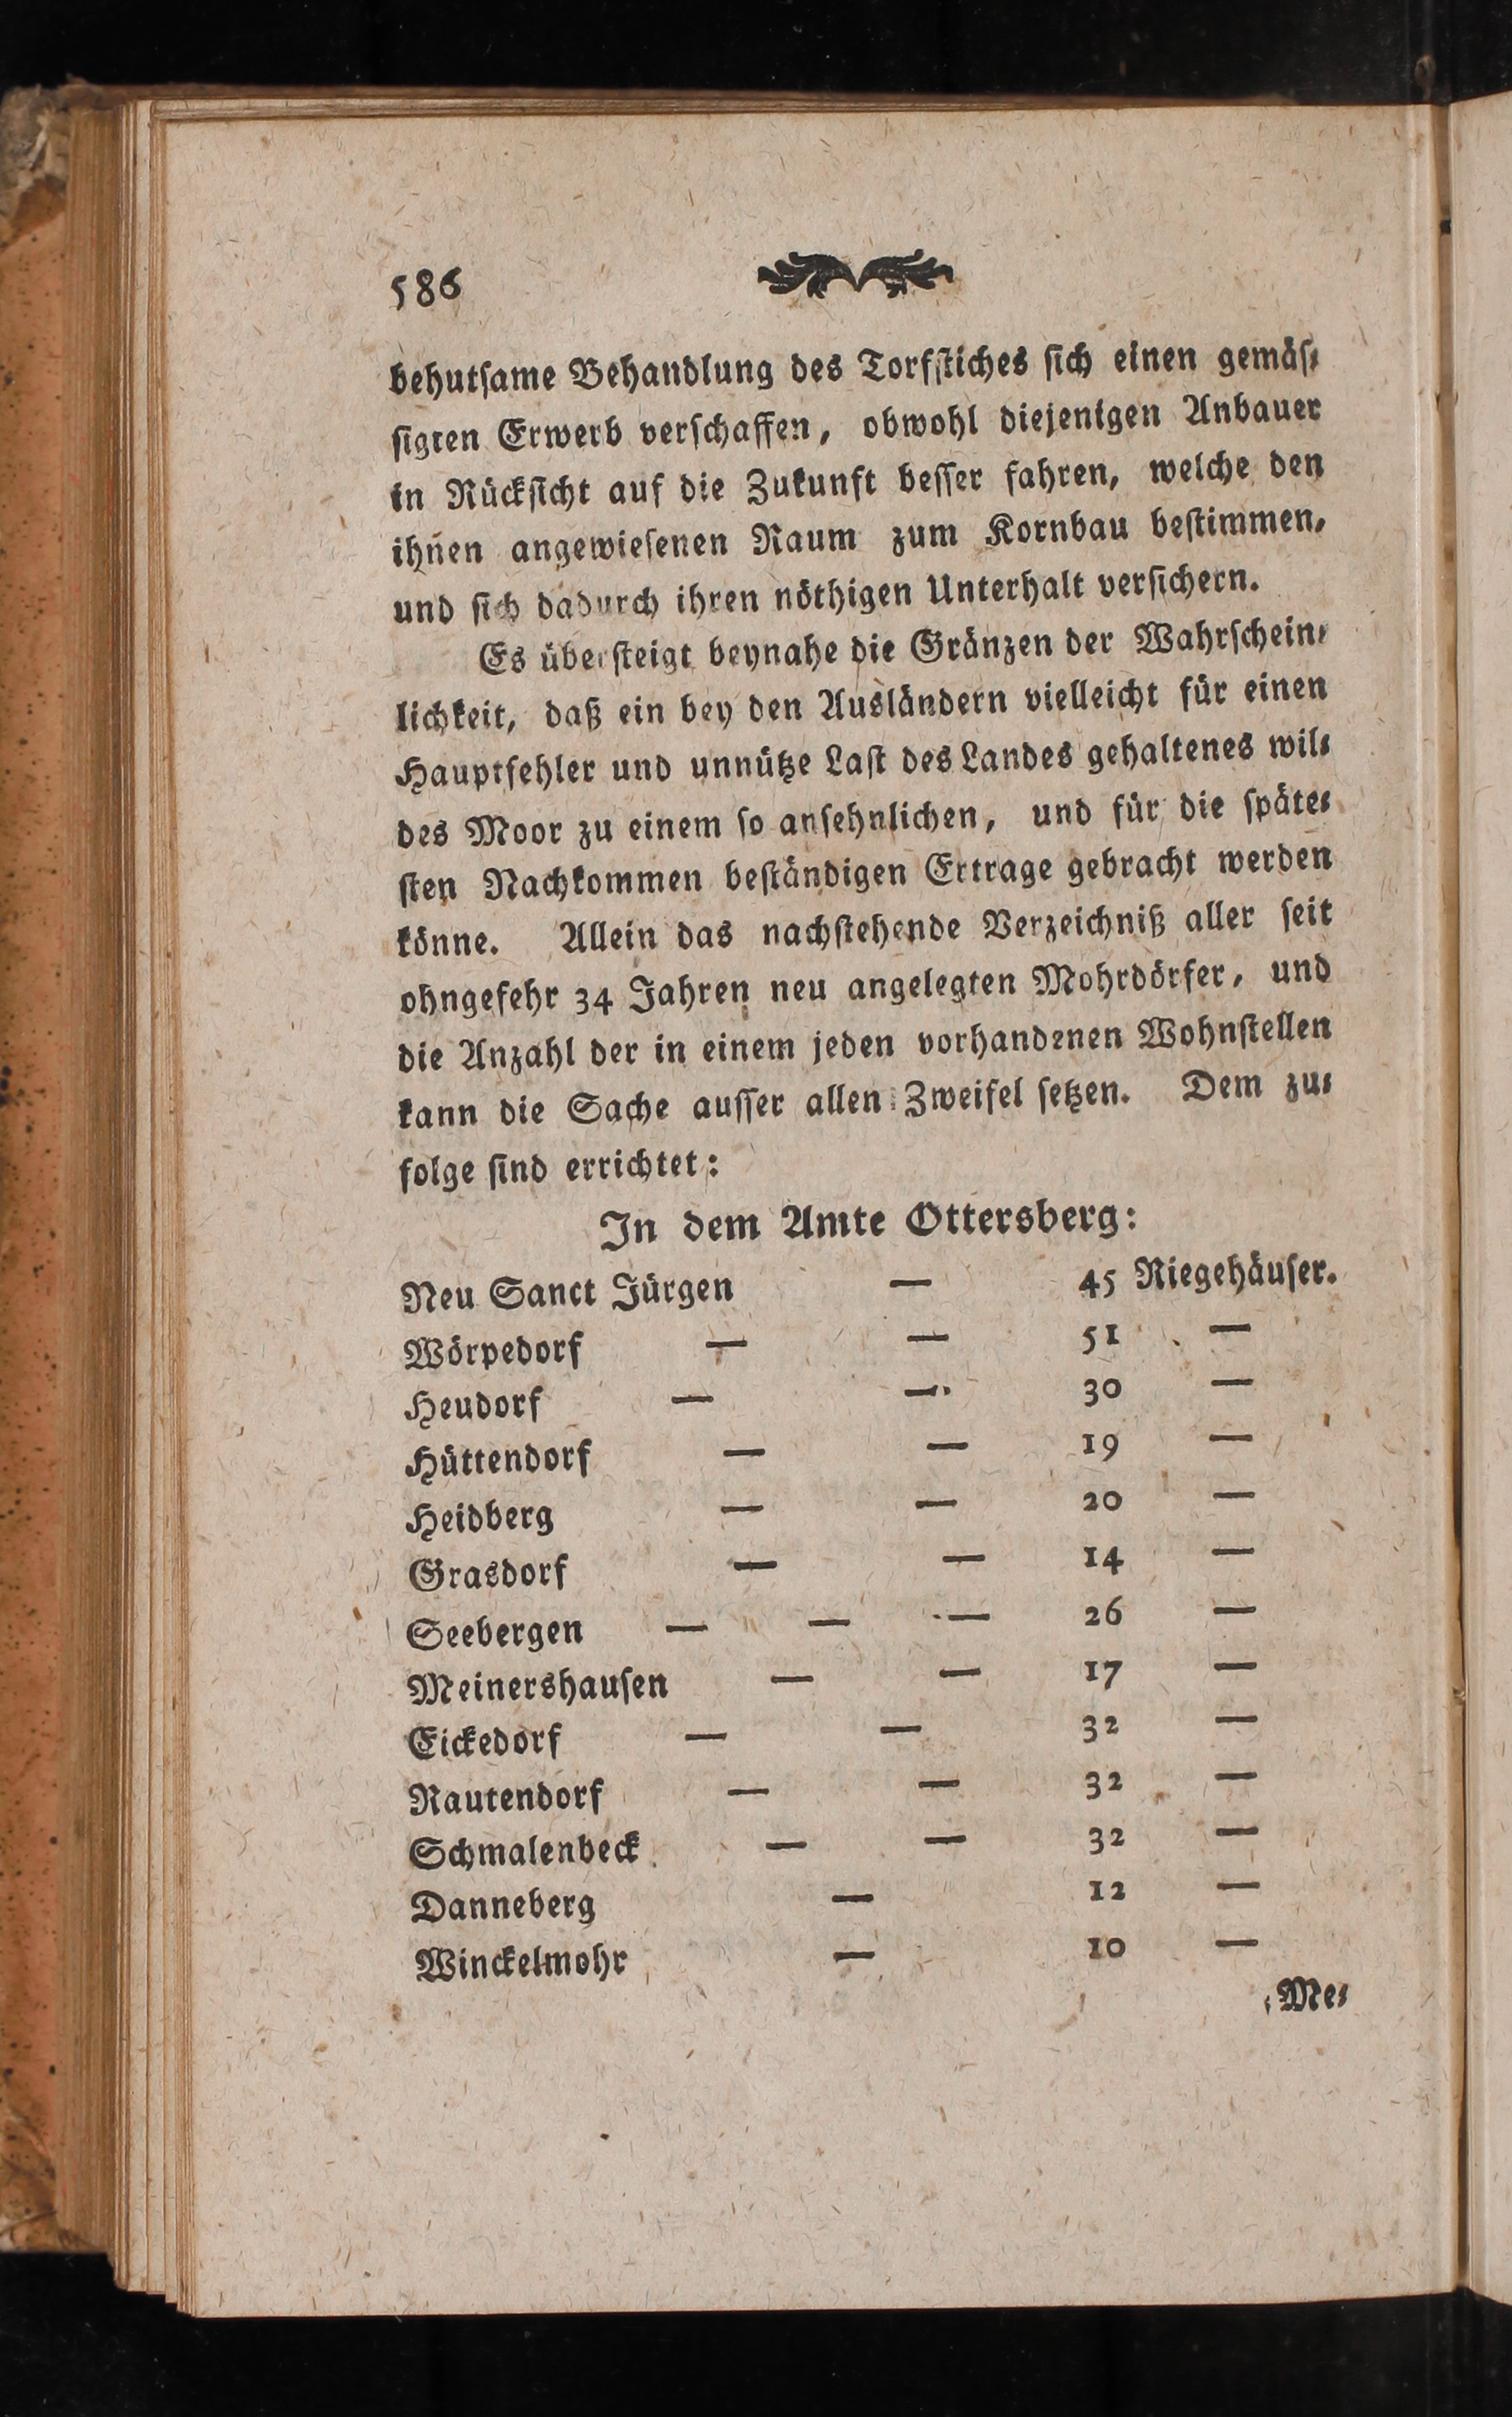 586
behutſame Behandlung des Torfſtiches ſich einen gemäſ⸗
ſigten Erwerb verſchaffen, obwohl diejenigen Anbauer
in Rückſicht auf die Zukunft beſſer fahren, welche den
ihnen angewieſenen Raum zum Kornbau beſtimmen,
und ſich dadurch ihren nöthigen Unterhalt verſichern.
Es überſteigt beynahe die Gränzen der Wahrſchein⸗
lichkeit, daß ein bey den Ausländern vielleicht für einen
Hauptfehler und unnütze Laſt des Landes gehaltenes wil⸗
des Moor zu einem ſo anſehnlichen, und für die ſpäte⸗
ſten Nachkommen beſtändigen Ertrage gebracht werden
könne. Allein das nachſtehende Verzeichniß aller ſeit
ohngefehr 34 Jahren neu angelegten Mohrdörfer, und
die Anzahl der in einem jeden vorhandenen Wohnſtellen
kann die Sache auſſer allen Zweifel ſetzen. Dem zu⸗
folge ſind errichtet:
In dem Amte Ottersberg:
Neu Sanct Jürgen — 45 Riegehäuſer.
Wörpedorf — — 51 —
Heudorf — — 30 —
Hüttendorf — — 19 —
Heidberg — — 20 —
Grasdorf — — 14 —
Seebergen — — — 26 —
Meinershauſen — — 17 —
Eickedorf — — 32 —
Rautendorf — — 32 —
Schmalenbeck — — 32 —
Danneberg — 12 —
Winckelmohr — 10 —
Me⸗